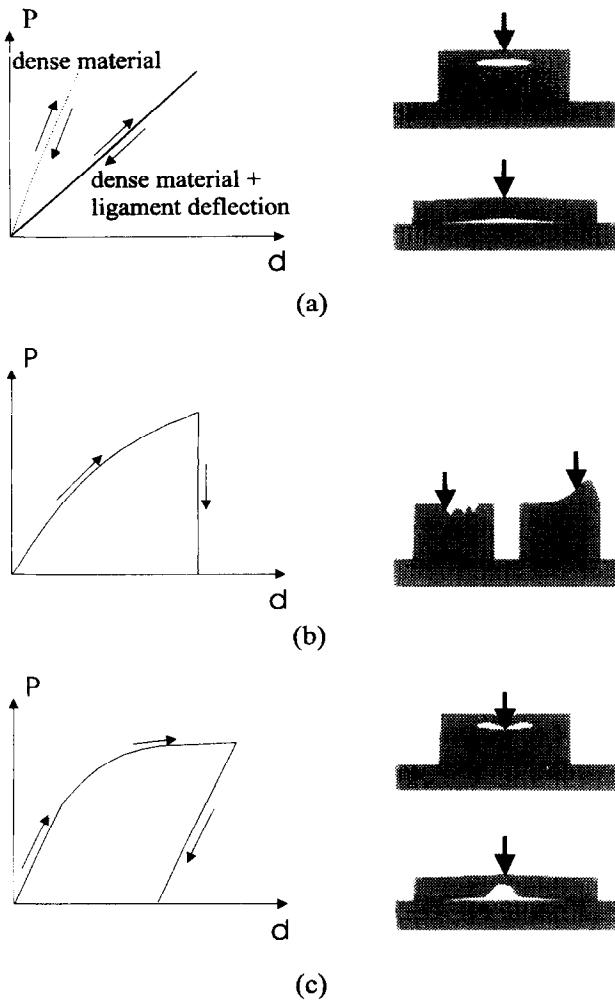 P
dense material
dense material +
ligament deflection
d
(a)
P
d
(b)
P
d
(c)